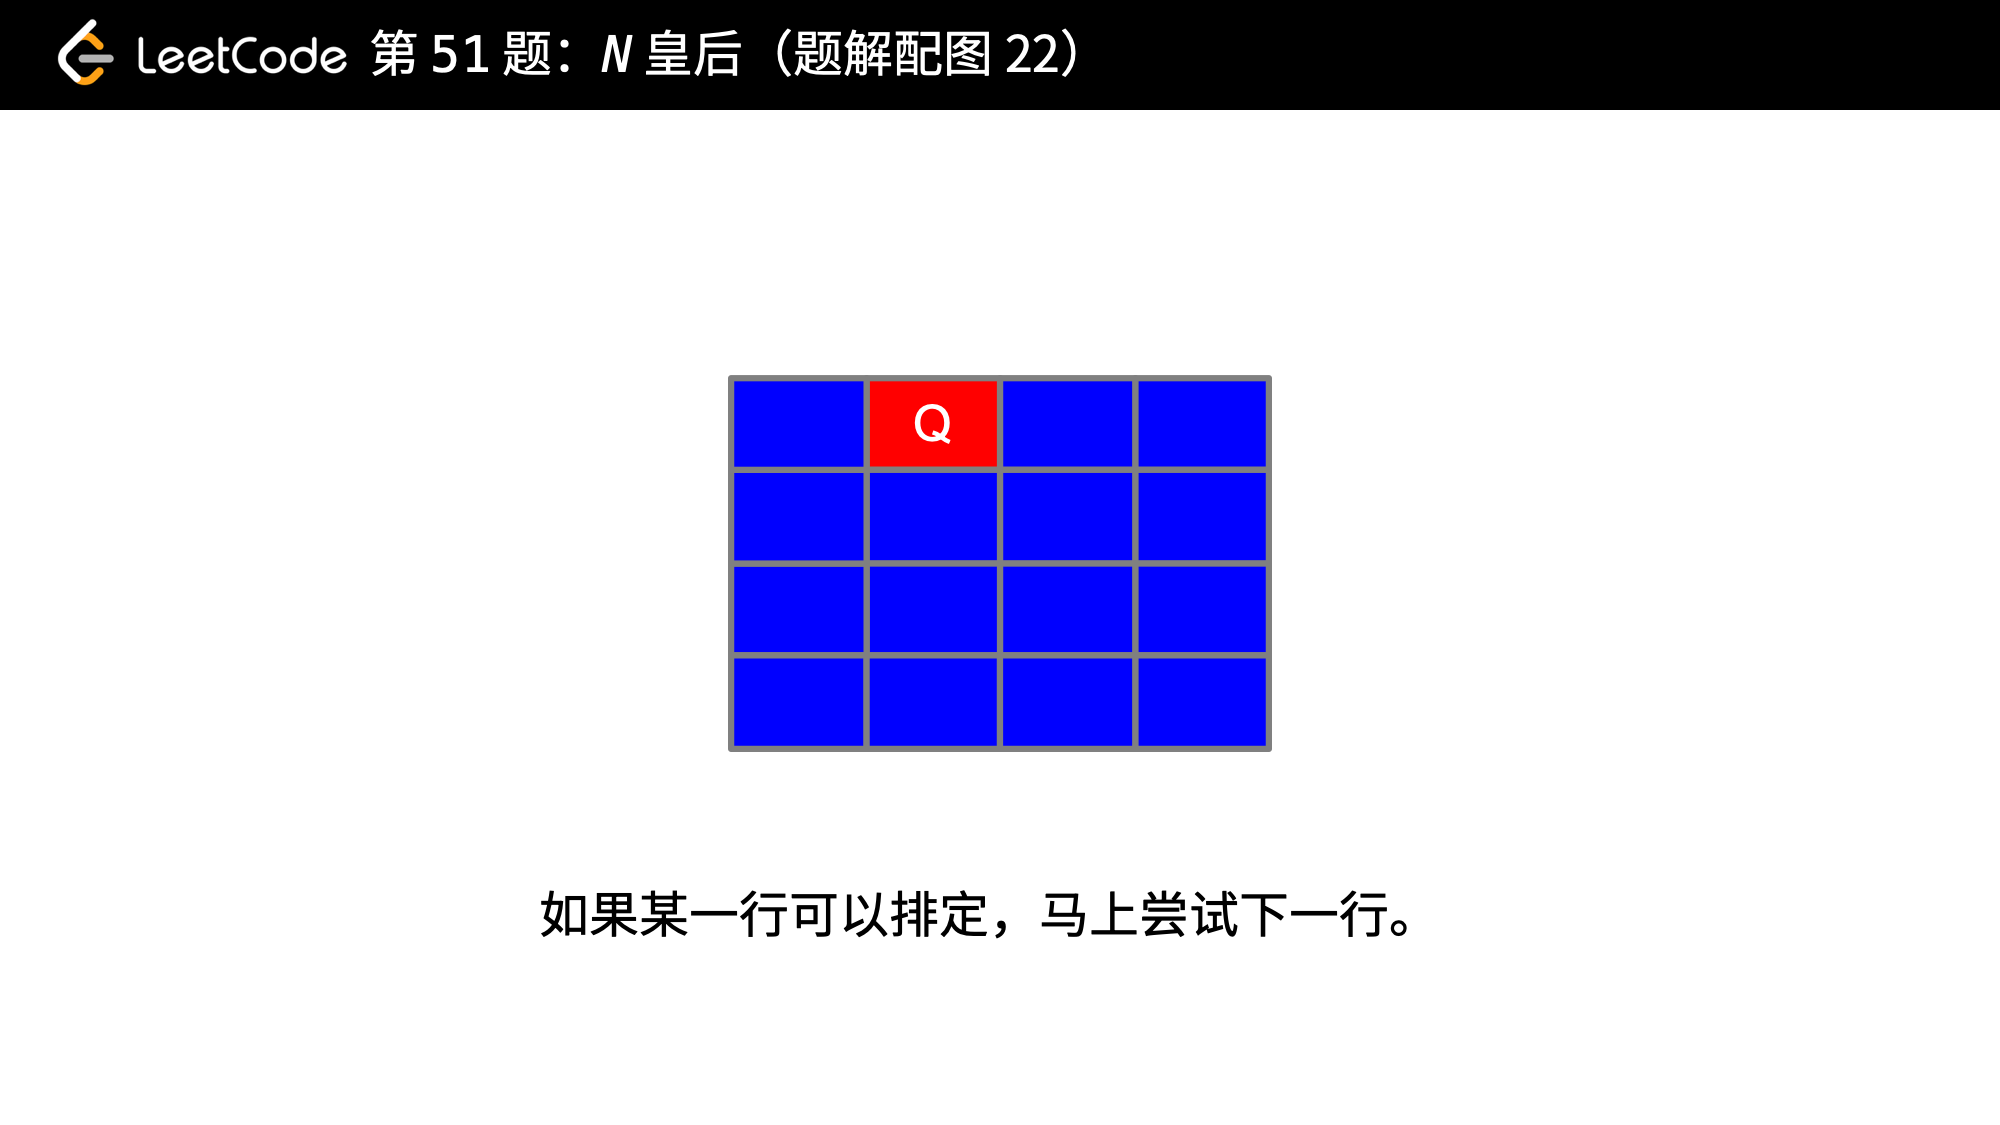 LeetCode 第 51 题：N 皇后（题解配图 22）
Q
如果某一行可以排定，马上尝试下一行。